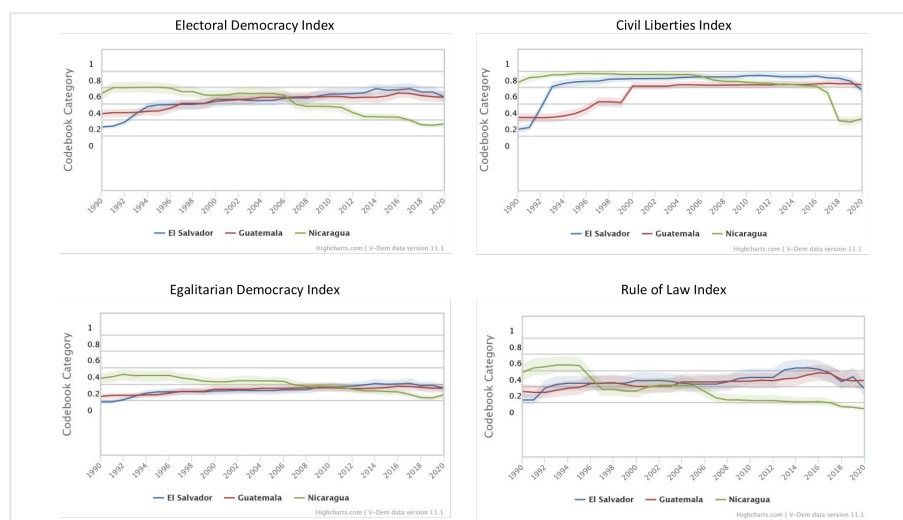 Electoral Democracy Index
Codebook Category
1
0.8
0.6
0.4
0.2
0
1990 1992 1994 1996 1998 2000 2002 2004 2006 2008 2010 2012 2014 2016 2018 2020
El Salvador Guatemala Nicaragua
Highcharts.com | V-Dem data version 11.1
Civil Liberties Index
Codebook Category
1
0.8
0.6
0.4
0.2
0
1990 1992 1994 1996 1998 2000 2002 2004 2006 2008 2010 2012 2014 2016 2018 2020
El Salvador Guatemala Nicaragua
Highcharts.com | V-Dem data version 11.1
Egalitarian Democracy Index
Codebook Category
1
0.8
0.6
0.4
0.2
0
1990 1992 1994 1996 1998 2000 2002 2004 2006 2008 2010 2012 2014 2016 2018 2020
El Salvador Guatemala Nicaragua
Highcharts.com | V-Dem data version 11.1
Rule of Law Index
Codebook Category
1
0.8
0.6
0.4
0.2
0
1990 1992 1994 1996 1998 2000 2002 2004 2006 2008 2010 2012 2014 2016 2018 2020
El Salvador Guatemala Nicaragua
Highcharts.com | V-Dem data version 11.1